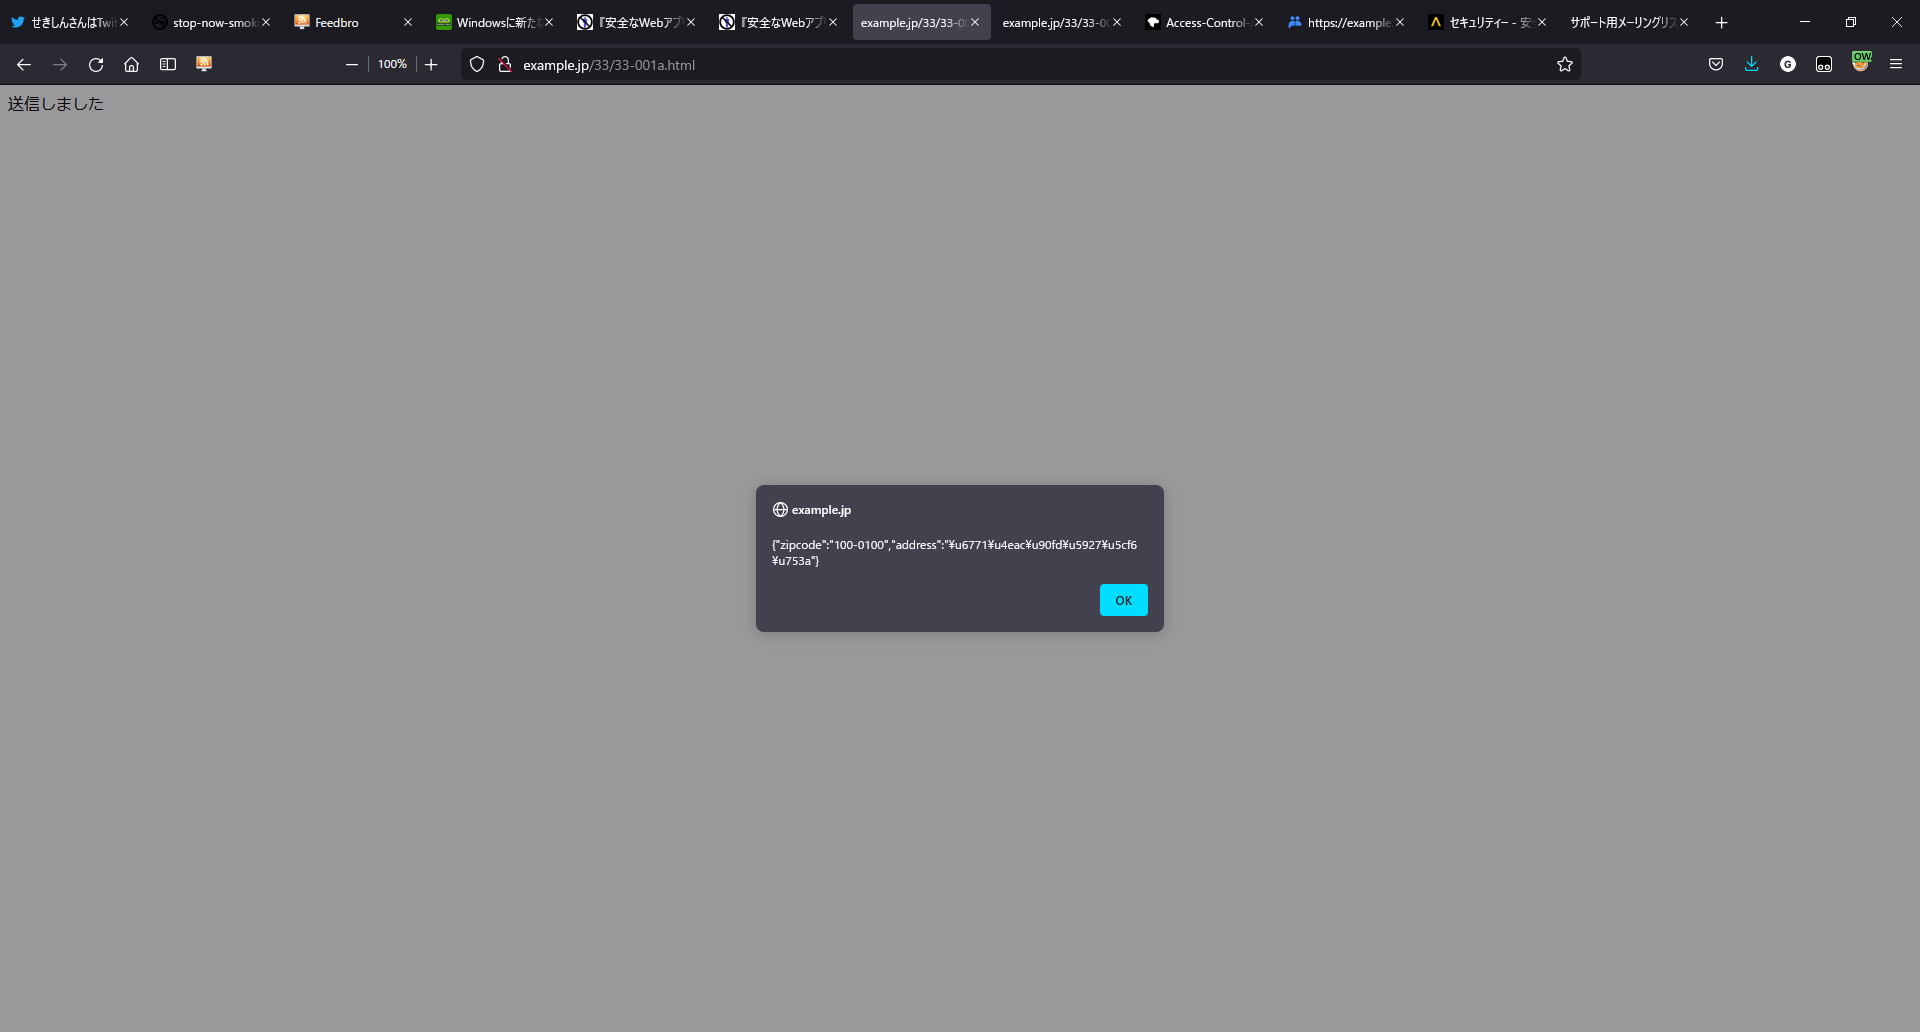 せきしんさんはTwit
stop-now-smok
Feedbro
Windowsに新たな
『安全なWebアプ
『安全なWebアプ
example.jp/33/33-00
example.jp/33/33-00
Access-Control-
https://example.
セキュリティー - 安
サポート用メーリングリス
100%
example.jp/33/33-001a.html
OW
送信しました
example.jp
{"zipcode":"100-0100","address":"¥u6771¥u4eac¥u90fd¥u5927¥u5cf6
¥u753a"}
OK